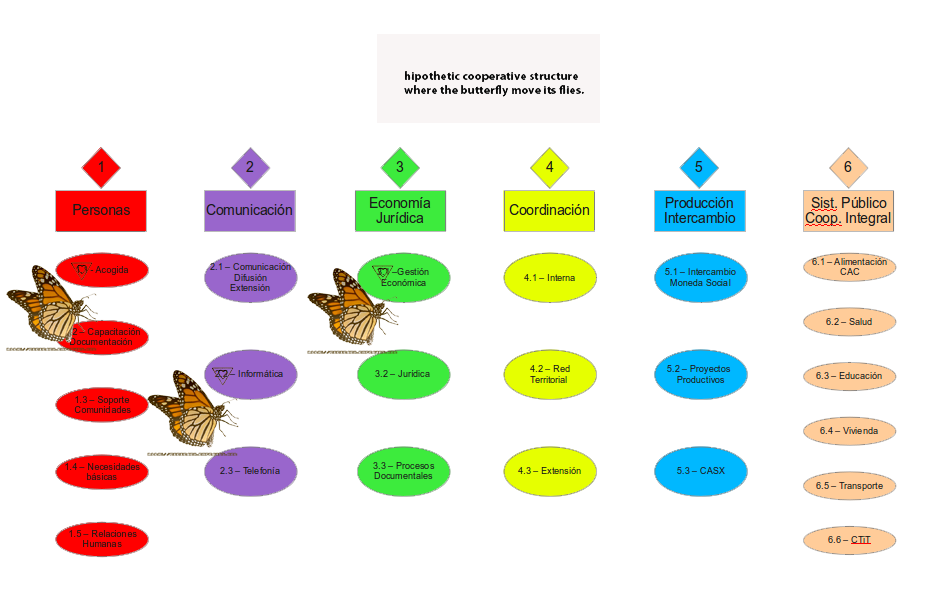 hipothetic cooperative structure
where the butterfly move its flies.
1
Personas
1.1 – Acogida
1.2 – Capacitación
Documentación
1.3 – Soporte
Comunidades
1.4 – Necesidades
básicas
1.5 – Relaciones
Humanas
2
Comunicación
2.1 – Comunicación
Difusión
Extensión
2.2 – Informática
2.3 – Telefonía
3
Economía
Jurídica
3.1 –Gestión
Económica
3.2 – Jurídica
3.3 – Procesos
Documentales
4
Coordinación
4.1 – Interna
4.2 – Red
Territorial
4.3 – Extensión
5
Producción
Intercambio
5.1 – Intercambio
Moneda Social
5.2 – Proyectos
Productivos
5.3 – CASX
6
Sist. Público
Coop. Integral
6.1 – Alimentación
CAC
6.2 – Salud
6.3 – Educación
6.4 – Vivienda
6.5 – Transporte
6.6 – CTiT